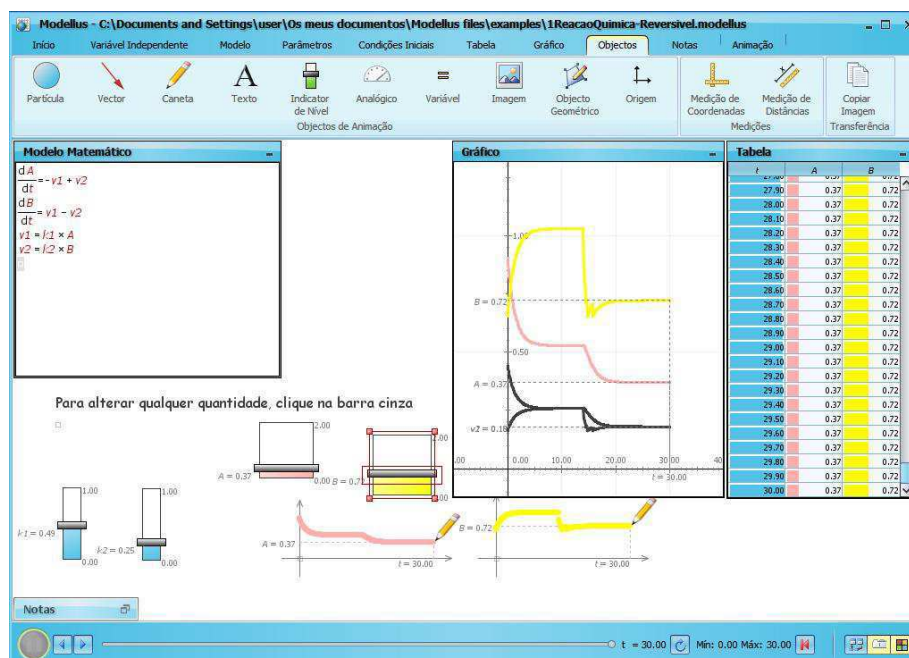 Modellus - C:\Documents and Settings\user\Os meus documentos\Modellus files\examples\1ReacaoQuimica-Reversivel.modellus
Início Variável Independente Modelo Parâmetros Condições Iniciais Tabela Gráfico Objectos Notas Animação
Partícula Vector Caneta Texto Indicator de Nível Analógico Variável Imagem Objecto Geométrico Origem Medição de Coordenadas Medição de Distâncias Copiar Imagem
Objectos de Animação Medições Transferência
Modelo Matemático
dA/dt = -v1 + v2
dB/dt = v1 - v2
v1 = k1 × A
v2 = k2 × B
Gráfico
1.00
B = 0.72
0.50
A = 0.37
v2 = 0.18
0.00 10.00 20.00 30.00 40
t = 30.00
Tabela
t A B
27.80 0.37 0.72
27.90 0.37 0.72
28.00 0.37 0.72
28.10 0.37 0.72
28.20 0.37 0.72
28.30 0.37 0.72
28.40 0.37 0.72
28.50 0.37 0.72
28.60 0.37 0.72
28.70 0.37 0.72
28.80 0.37 0.72
28.90 0.37 0.72
29.00 0.37 0.72
29.10 0.37 0.72
29.20 0.37 0.72
29.30 0.37 0.72
29.40 0.37 0.72
29.50 0.37 0.72
29.60 0.37 0.72
29.70 0.37 0.72
29.80 0.37 0.72
29.90 0.37 0.72
30.00 0.37 0.72
Para alterar qualquer quantidade, clique na barra cinza
2.00
A = 0.37
0.00
B = 0.72
1.00
k1 = 0.49
0.00
1.00
k2 = 0.25
0.00
A = 0.37
t = 30.00
B = 0.72
t = 30.00
Notas
t = 30.00 Mín: 0.00 Máx: 30.00